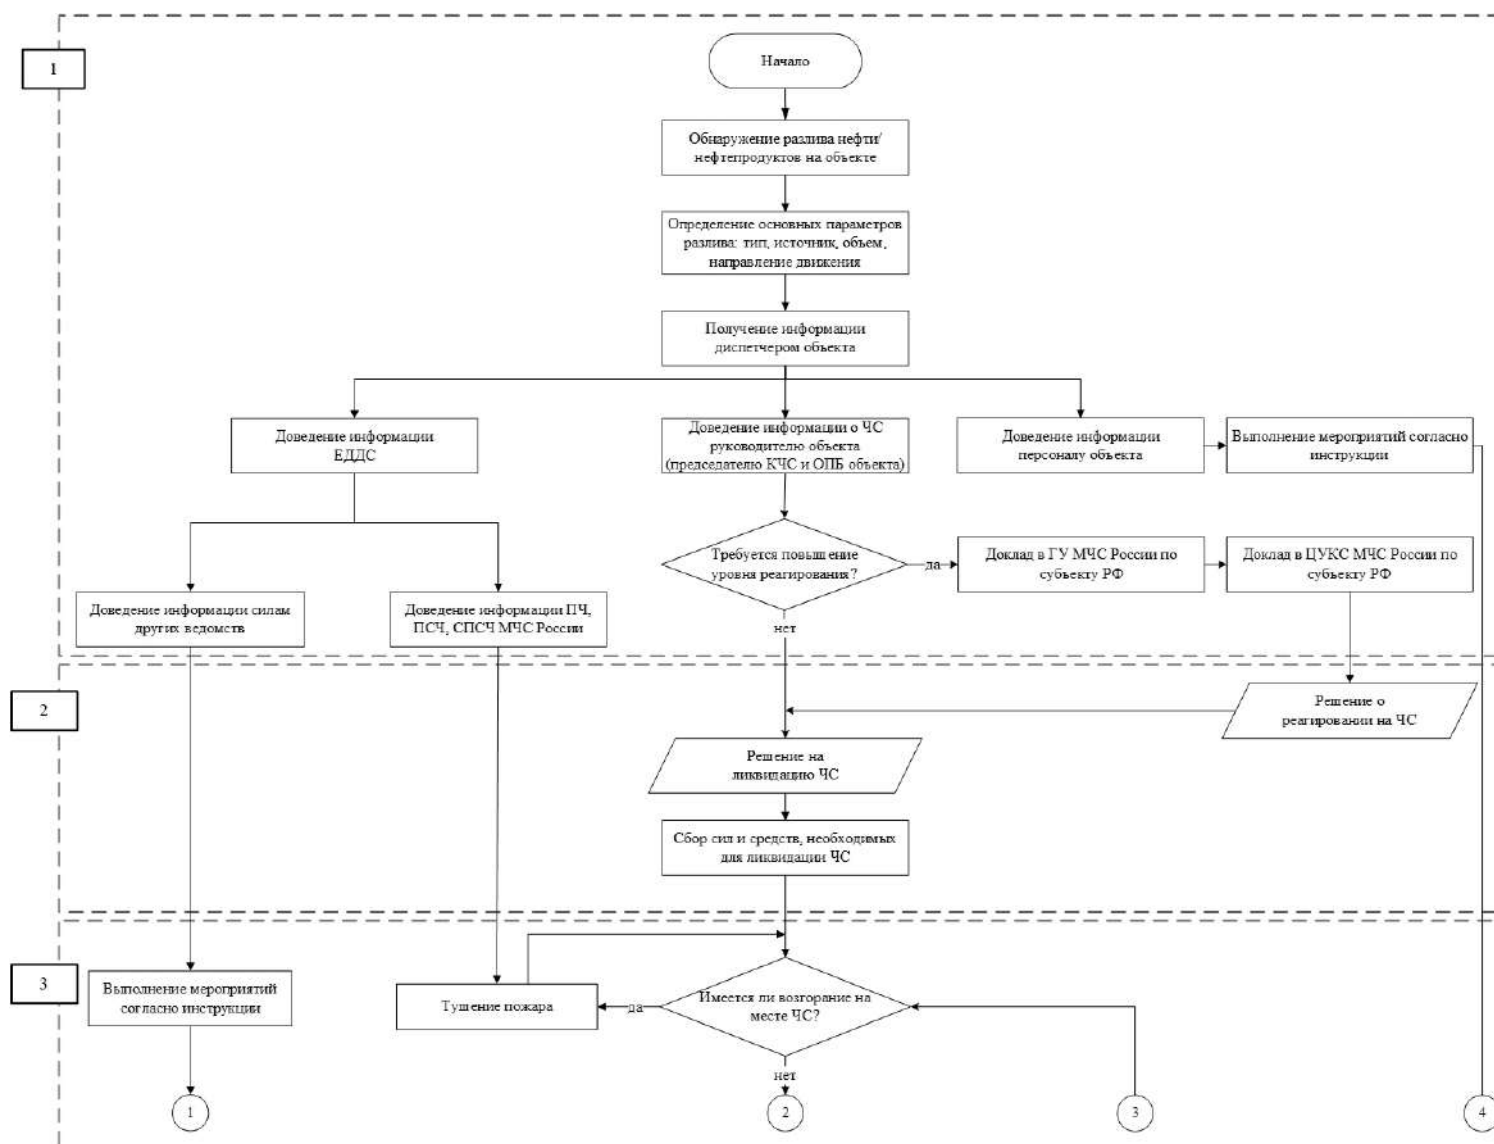 1
Начало
Обнаружение разлива нефти/
нефтепродуктов на объекте
Определение основных параметров
разлива: тип, источник, объем,
направление движения
Получение информации
диспетчером объекта
Доведение информации
ЕДДС
Доведение информации о ЧС
руководителю объекта
(председателю КЧС и ОПБ объекта)
Доведение информации
персоналу объекта
Выполнение мероприятий согласно
инструкции
Требуется повышение
уровня реагирования?
да
Доклад в ГУ МЧС России по
субъекту РФ
Доклад в ЦУКС МЧС России по
субъекту РФ
Доведение информации силам
других ведомств
Доведение информации ПЧ,
ПСЧ, СПСЧ МЧС России
нет
2
Решение о
реагировании на ЧС
Решение на
ликвидацию ЧС
Сбор сил и средств, необходимых
для ликвидации ЧС
3
Выполнение мероприятий
согласно инструкции
Тушение пожара
да
Имеется ли возгорание на
месте ЧС?
нет
1
2
3
4